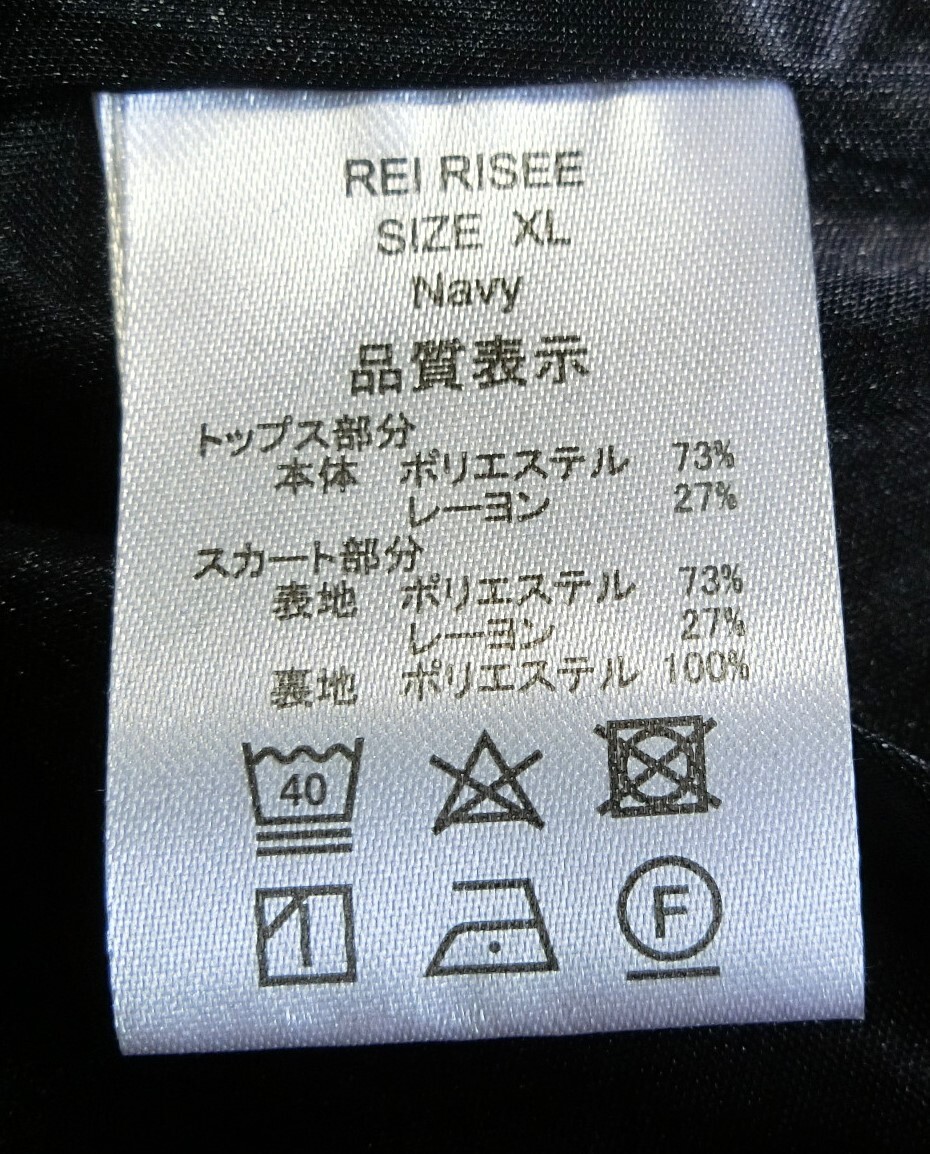 REI RISEE
SIZE XL
Navy
品質表示
トップス部分
本体 ポリエステル 73%
レーヨン 27%
スカート部分
表地 ポリエステル 73%
レーヨン 27%
裏地 ポリエステル 100%
40
F